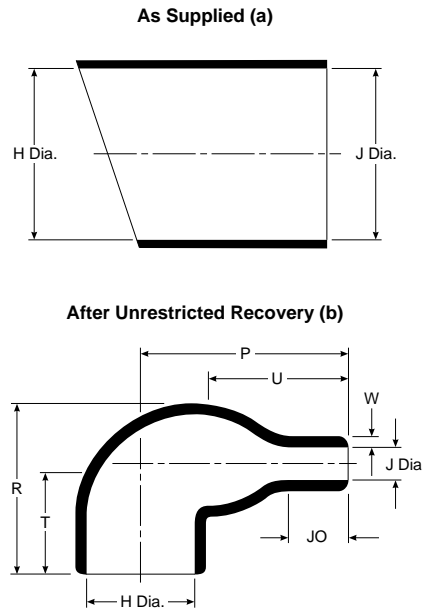 As Supplied (a)
H Dia.
J Dia.
After Unrestricted Recovery (b)
P
U
W
J Dia
R
T
JO
H Dia.